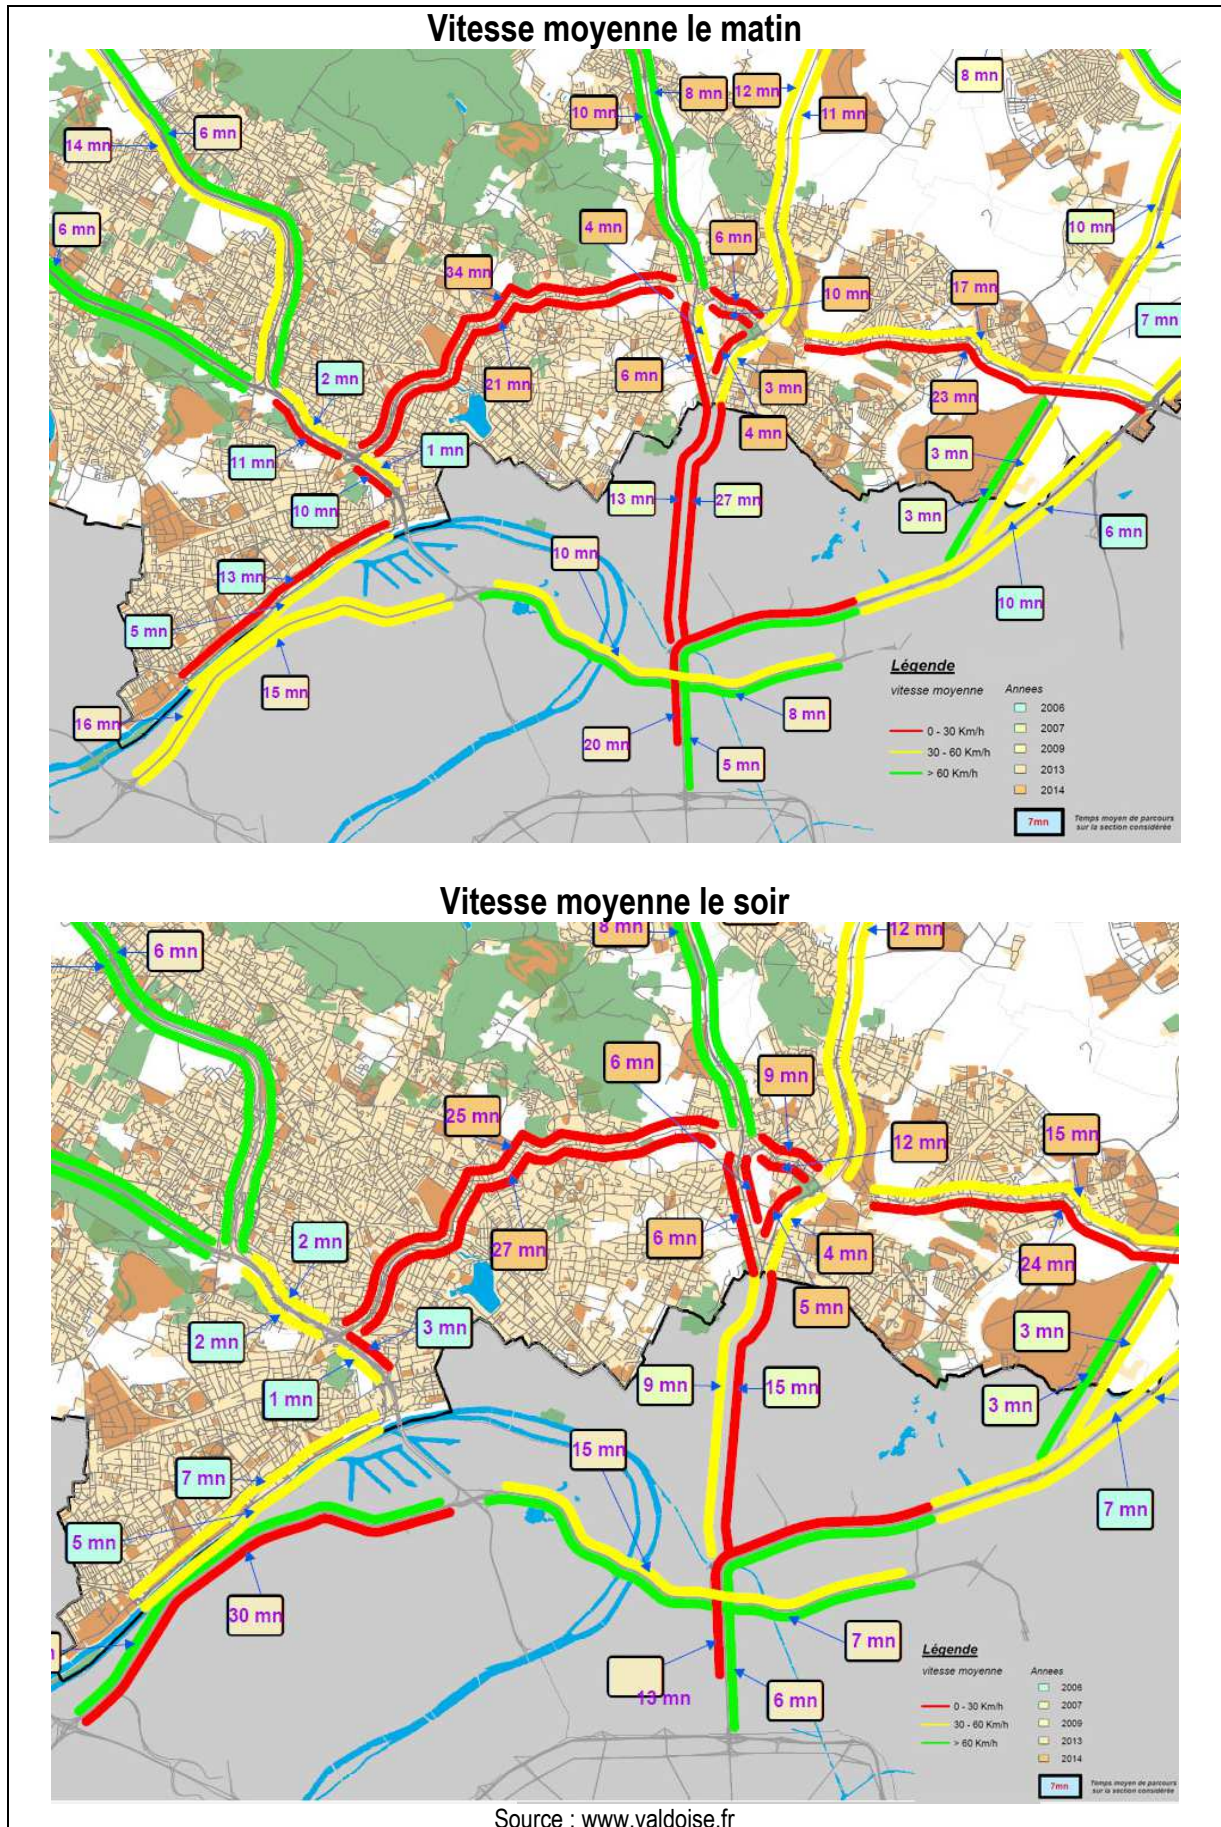 Vitesse moyenne le matin
8 mn
12 mn
8 mn
10 mn
11 mn
6 mn
14 mn
6 mn
4 mn
6 mn
10 mn
34 mn
10 mn
17 mn
7 mn
2 mn
21 mn
6 mn
3 mn
23 mn
4 mn
11 mn
1 mn
3 mn
10 mn
13 mn
27 mn
3 mn
6 mn
10 mn
13 mn
10 mn
5 mn
15 mn
16 mn
8 mn
20 mn
5 mn
Légende
vitesse moyenne
Annees
2006
2007
0 - 30 Km/h
30 - 60 Km/h
2009
> 60 Km/h
2013
2014
7mn
Temps moyen de parcours
sur la section considérée
Vitesse moyenne le soir
8 mn
12 mn
6 mn
6 mn
9 mn
25 mn
12 mn
15 mn
2 mn
27 mn
6 mn
4 mn
24 mn
5 mn
2 mn
3 mn
3 mn
1 mn
9 mn
15 mn
3 mn
15 mn
7 mn
7 mn
5 mn
30 mn
7 mn
13 mn
6 mn
Légende
vitesse moyenne
Annees
2006
2007
0 - 30 Km/h
30 - 60 Km/h
2009
> 60 Km/h
2013
2014
7mn
Temps moyen de parcours
sur la section considérée
Source : www.valdoise.fr